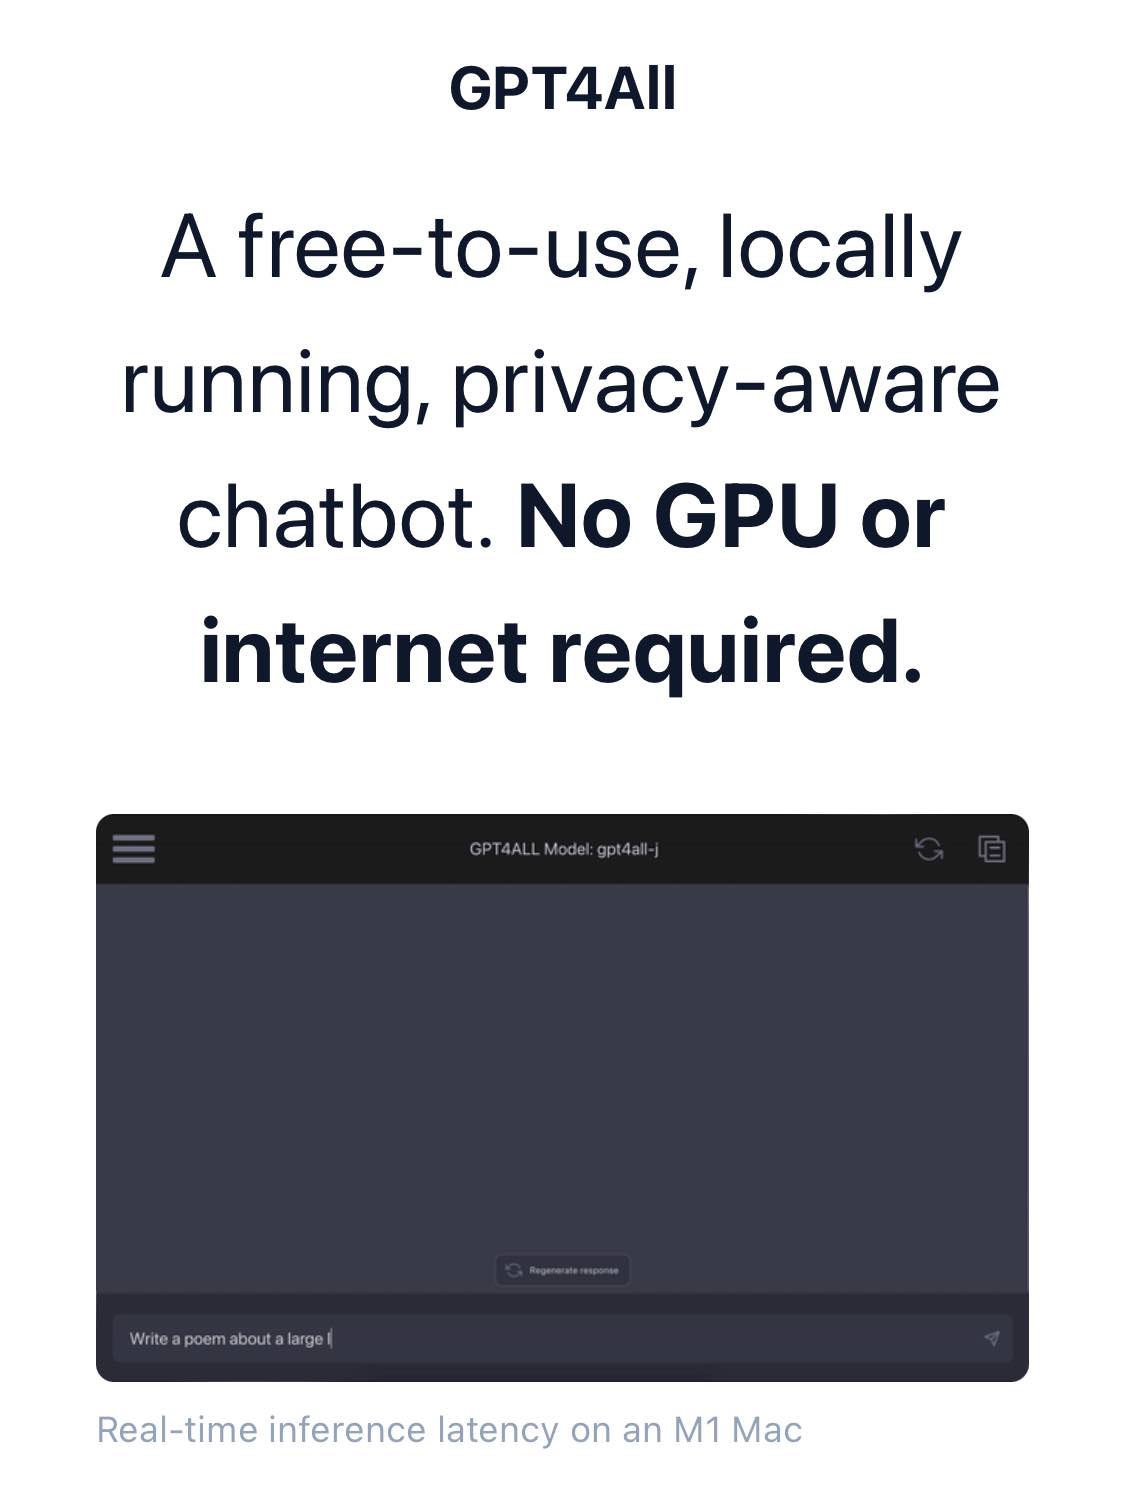 GPT4All
A free-to-use, locally
running, privacy-aware
chatbot. No GPU or
internet required.
GPT4ALL Model: gpt4all-j
Regenerate response
Write a poem about a large l
Real-time inference latency on an M1 Mac